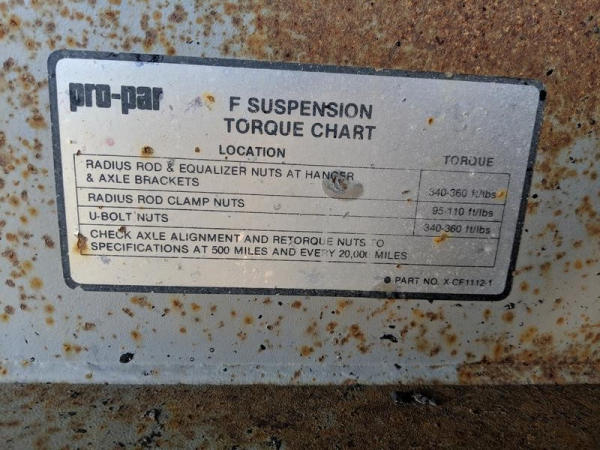 pro-par
F SUSPENSION
TORQUE CHART
LOCATION TORQUE
RADIUS ROD & EQUALIZER NUTS AT HANGER
& AXLE BRACKETS 340-360 ft/lbs
RADIUS ROD CLAMP NUTS 95-110 ft/lbs
U-BOLT NUTS 340-360 ft/lbs
CHECK AXLE ALIGNMENT AND RETORQUE NUTS TO
SPECIFICATIONS AT 500 MILES AND EVERY 20,000 MILES
PART NO. X-CF1112-1